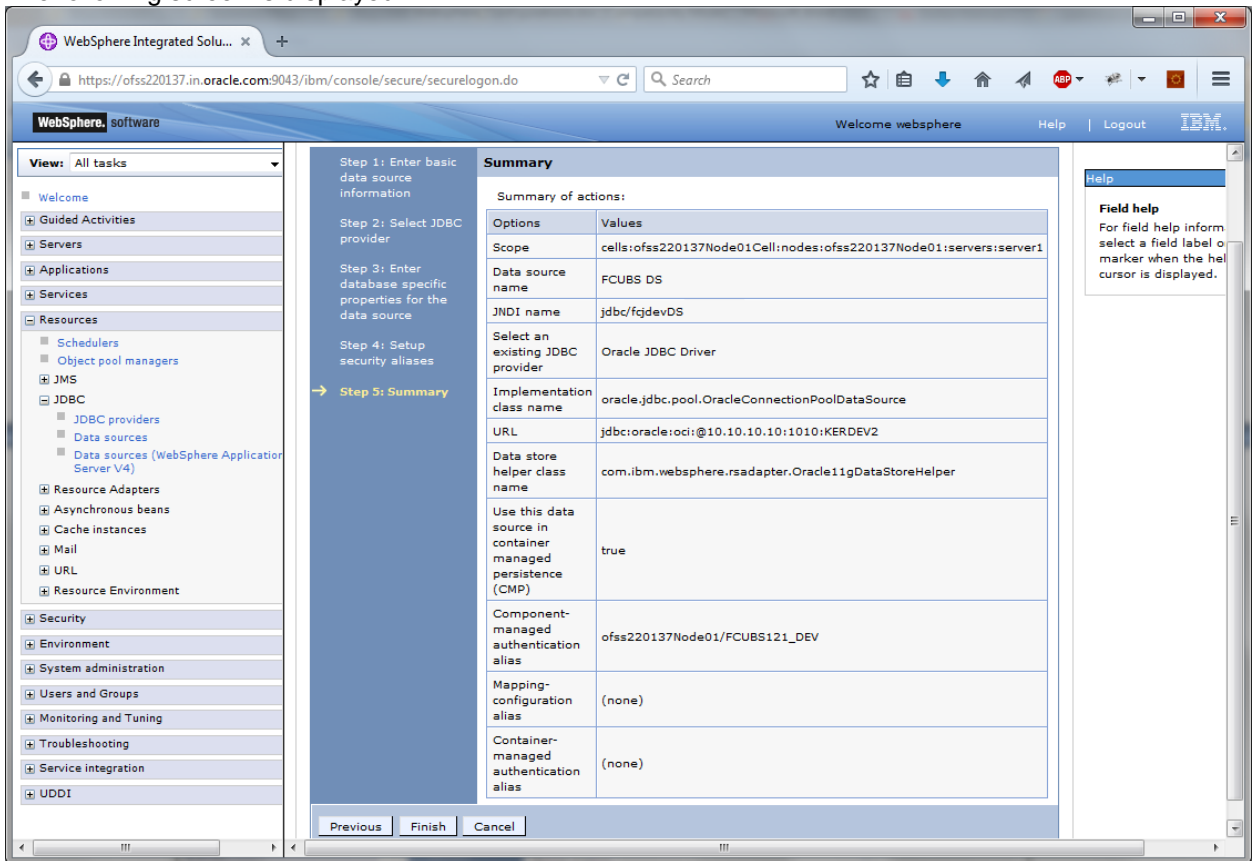 WebSphere Integrated Solu... × +
https://ofss220137.in.oracle.com:9043/ibm/console/secure/securelogon.do
Search
ABP
WebSphere. software
Welcome websphere
Help | Logout
IBM.
View: All tasks
Welcome
Guided Activities
Servers
Applications
Services
Resources
Schedulers
Object pool managers
JMS
JDBC
JDBC providers
Data sources
Data sources (WebSphere Application
Server V4)
Resource Adapters
Asynchronous beans
Cache instances
Mail
URL
Resource Environment
Security
Environment
System administration
Users and Groups
Monitoring and Tuning
Troubleshooting
Service integration
UDDI
Step 1: Enter basic
data source
information
Step 2: Select JDBC
provider
Step 3: Enter
database specific
properties for the
data source
Step 4: Setup
security aliases
Step 5: Summary
Summary
Summary of actions:
Options Values
Scope cells:ofss220137Node01Cell:nodes:ofss220137Node01:servers:server1
Data source
name
FCUBS DS
JNDI name jdbc/fcjdevDS
Select an
existing JDBC
provider
Oracle JDBC Driver
Implementation
class name
oracle.jdbc.pool.OracleConnectionPoolDataSource
URL jdbc:oracle:oci:@10.10.10.10:1010:KERDEV2
Data store
helper class
name
com.ibm.websphere.rsadapter.Oracle11gDataStoreHelper
Use this data
source in
container
managed
persistence
(CMP)
true
Component-
managed
authentication
alias
ofss220137Node01/FCUBS121_DEV
Mapping-
configuration
alias
(none)
Container-
managed
authentication
alias
(none)
Previous Finish Cancel
Help
Field help
For field help inform
select a field label o
marker when the hel
cursor is displayed.